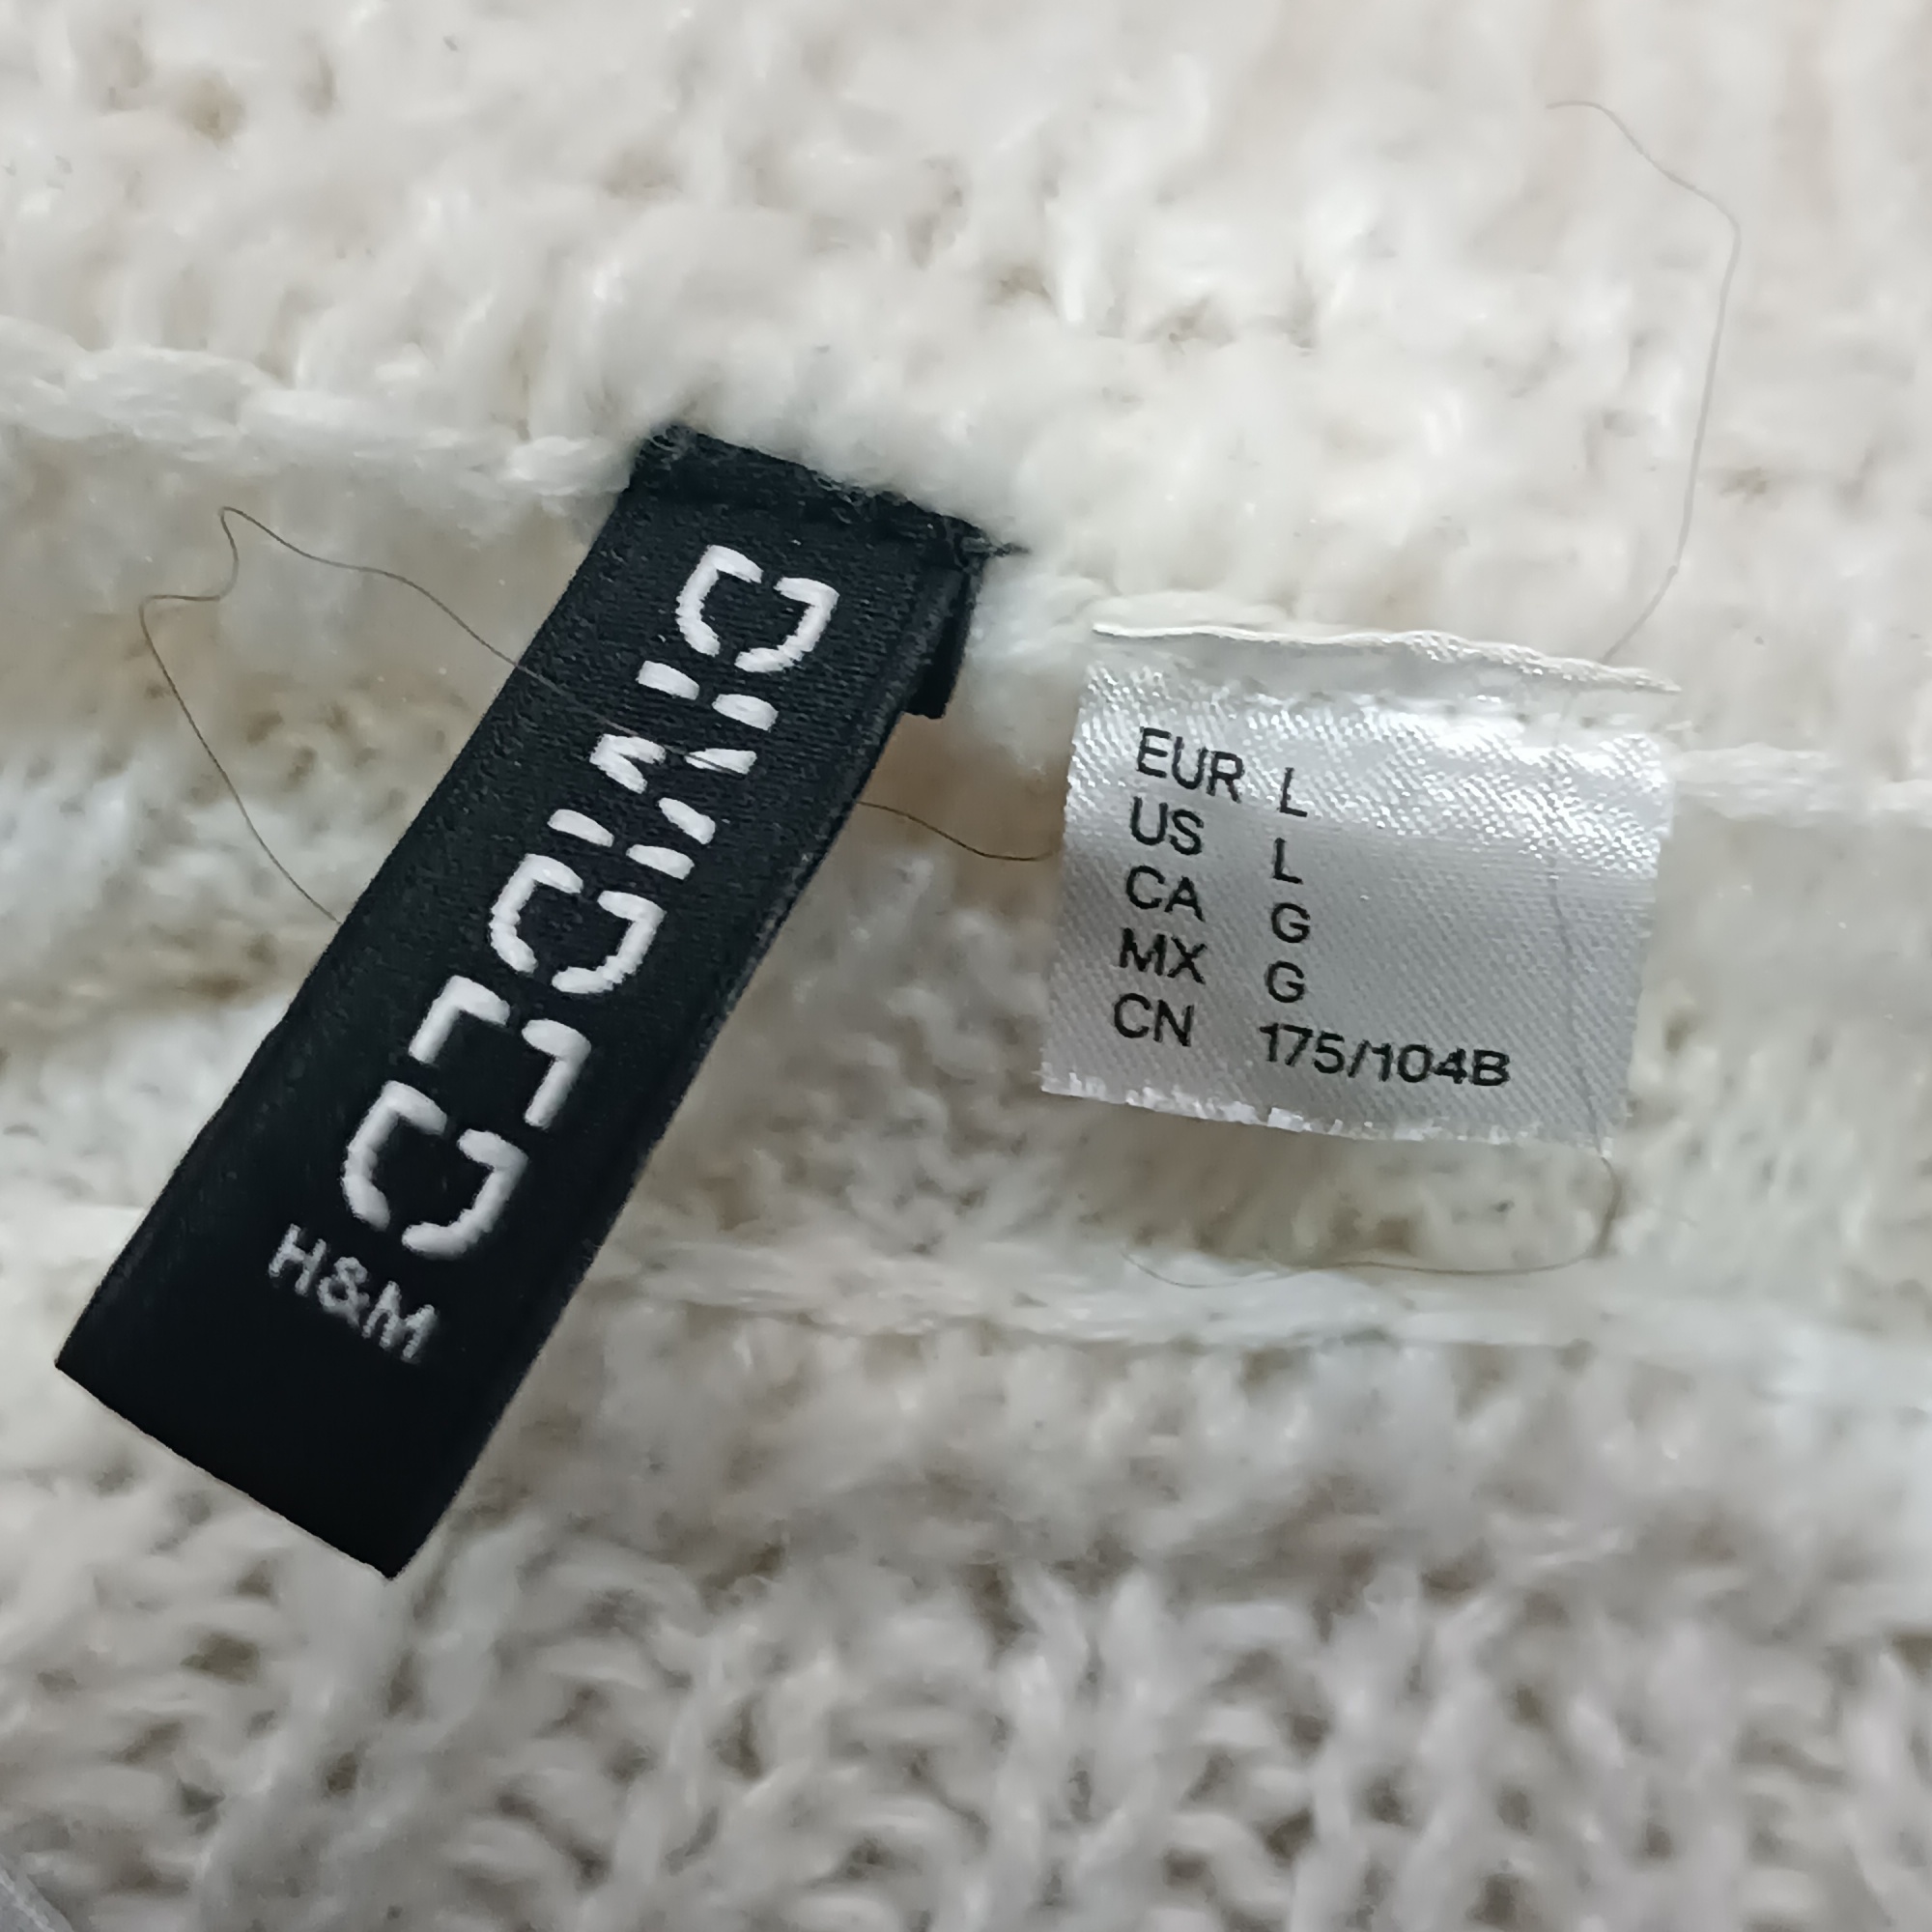 DIVIDED
H&M
EUR L
US L
CA G
MX G
CN 175/104B